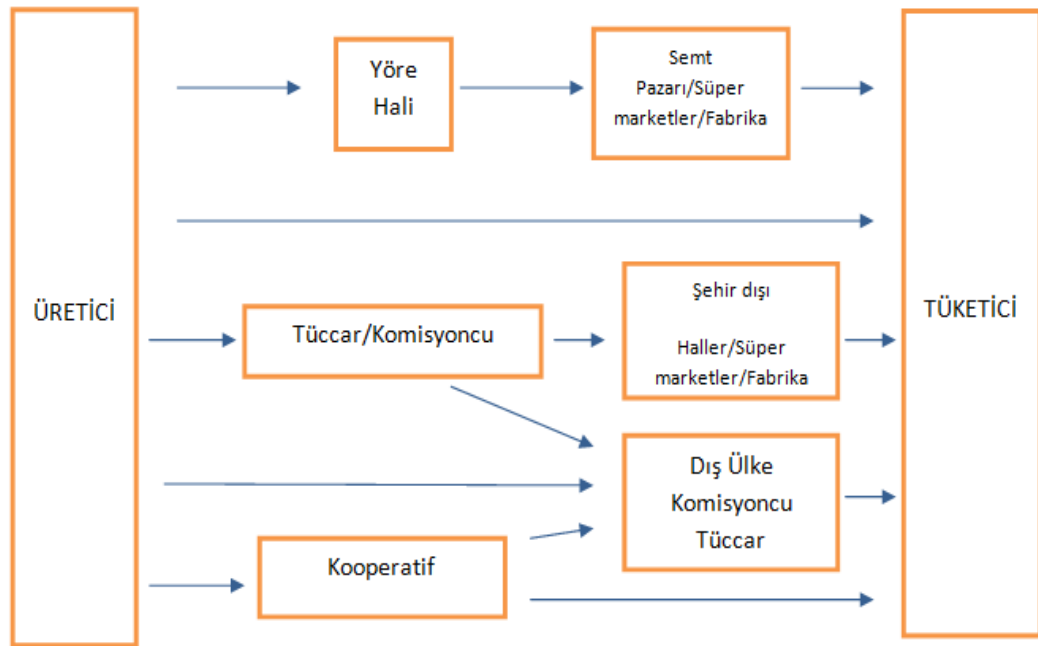 Yöre
Hali
Semt
Pazarı/Süper
marketler/Fabrika
ÜRETİCİ
Tüccar/Komisyoncu
Şehir dışı
Haller/Süper
marketler/Fabrika
TÜKETİCİ
Dış Ülke
Komisyoncu
Tüccar
Kooperatif